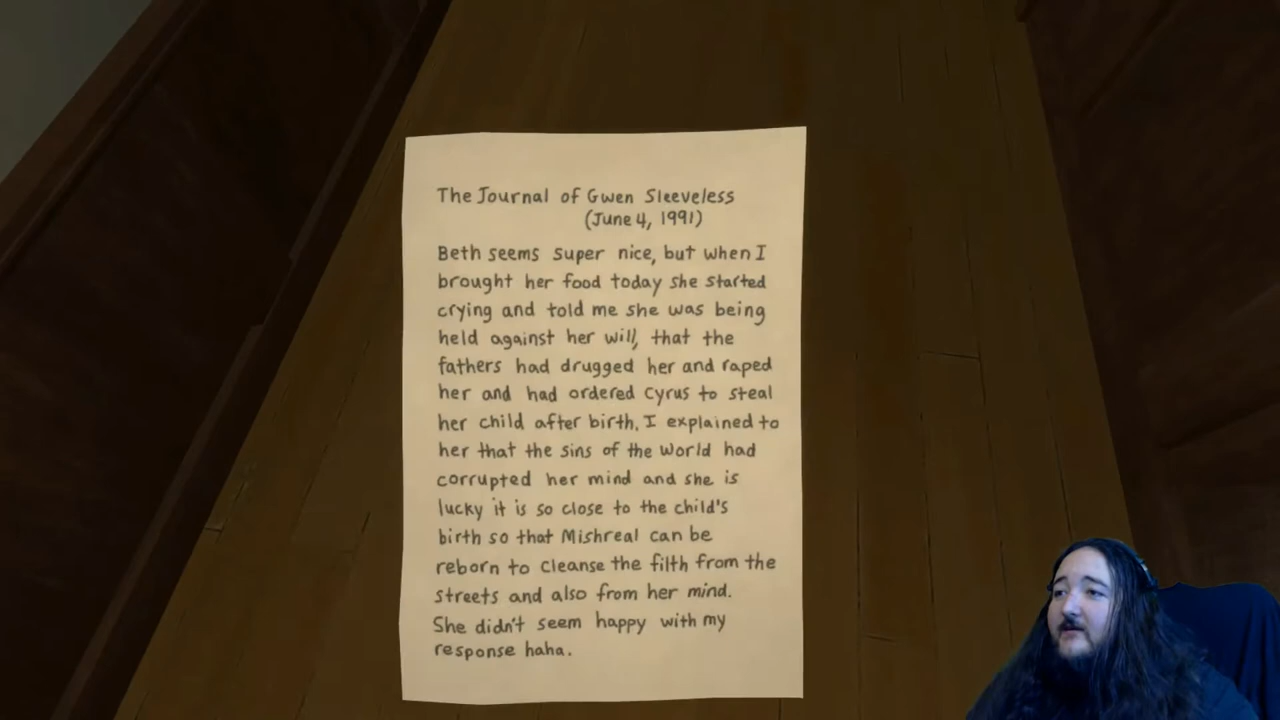 The Journal of Gwen Sleeveless
(June 4, 1991)
Beth seems super nice, but when I
brought her food today she started
crying and told me she was being
held against her will, that the
fathers had drugged her and raped
her and had ordered Cyrus to steal
her child after birth. I explained to
her that the sins of the world had
corrupted her mind and she is
lucky it is so close to the child's
birth so that Mishreal can be
reborn to cleanse the filth from the
streets and also from her mind.
She didn't seem happy with my
response haha.